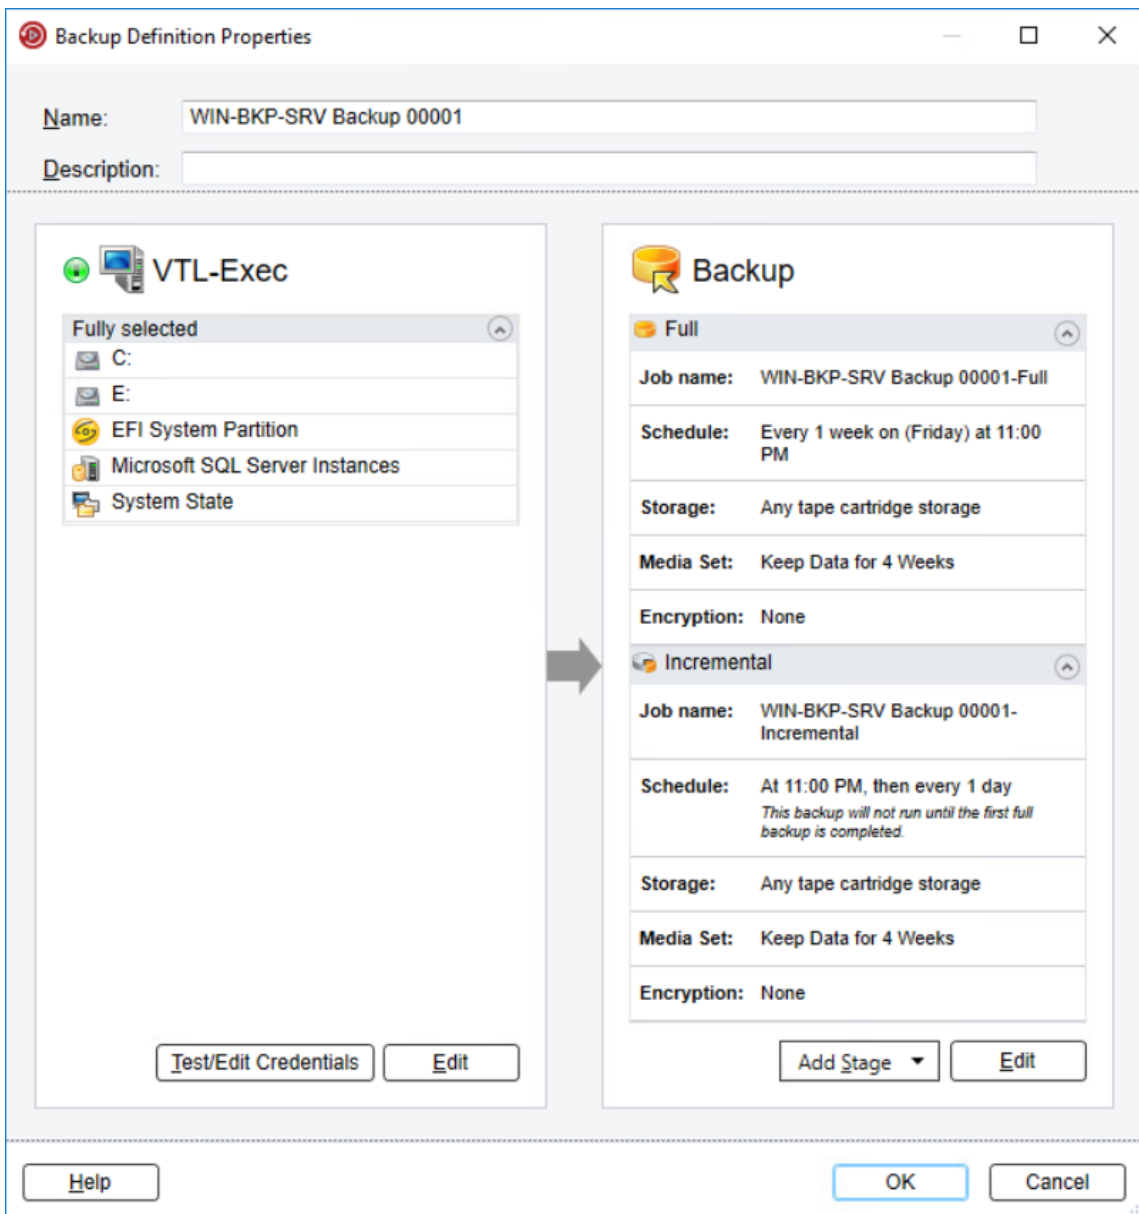 Backup Definition Properties
Name:
WIN-BKP-SRV Backup 00001
Description:
VTL-Exec
Fully selected
C:
E:
EFI System Partition
Microsoft SQL Server Instances
System State
Test/Edit Credentials
Edit
Backup
Full
Job name:
WIN-BKP-SRV Backup 00001-Full
Schedule:
Every 1 week on (Friday) at 11:00
PM
Storage:
Any tape cartridge storage
Media Set:
Keep Data for 4 Weeks
Encryption:
None
Incremental
Job name:
WIN-BKP-SRV Backup 00001-
Incremental
Schedule:
At 11:00 PM, then every 1 day
This backup will not run until the first full
backup is completed.
Storage:
Any tape cartridge storage
Media Set:
Keep Data for 4 Weeks
Encryption:
None
Add Stage
Edit
Help
OK
Cancel